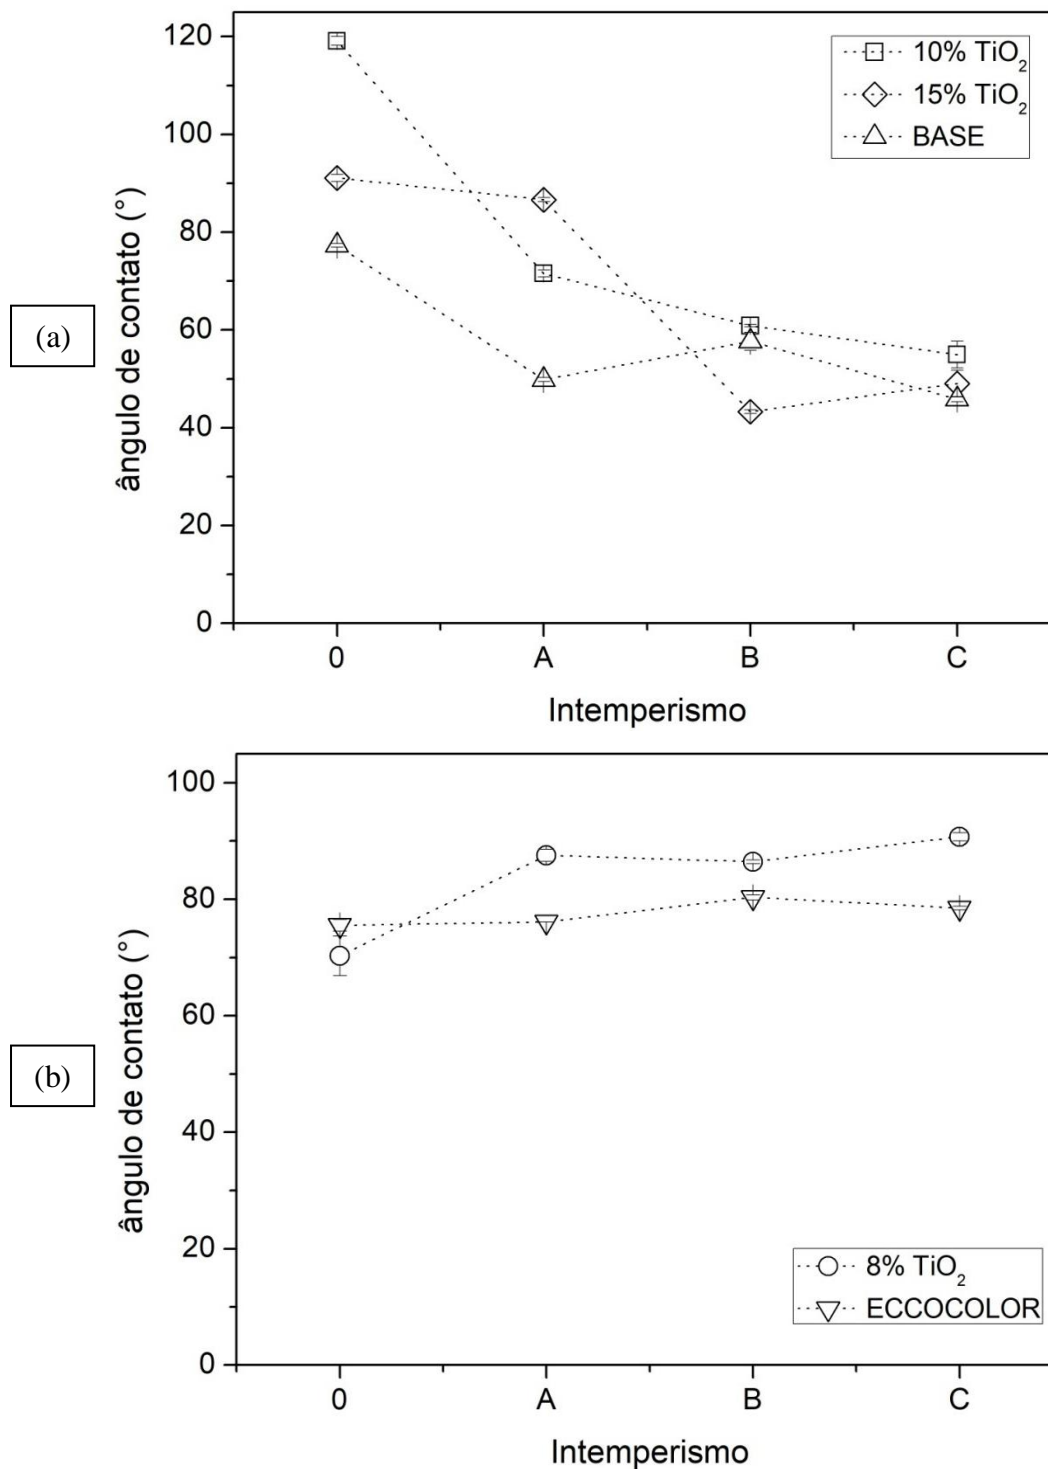 (a)
ângulo de contato (°)
120
100
80
60
40
20
0
10% TiO₂
15% TiO₂
BASE
0 A B C
Intemperismo
(b)
ângulo de contato (°)
100
80
60
40
20
0
8% TiO₂
ECCOCOLOR
0 A B C
Intemperismo